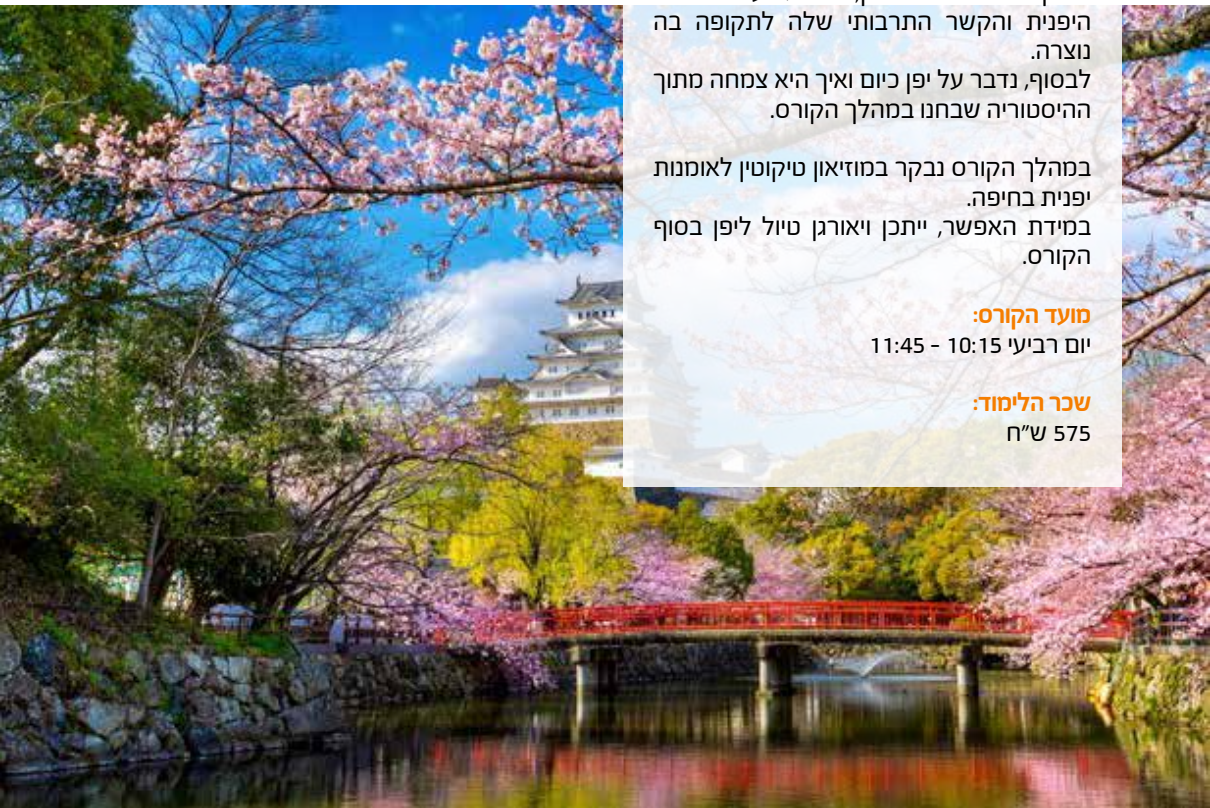 היפנית והקשר התרבותי שלה לתקופה בה
נוצרה.
לבסוף, נדבר על יפן כיום ואיך היא צמחה מתוך
ההיסטוריה שבחנו במהלך הקורס.
במהלך הקורס נבקר במוזיאון טיקוטין לאומנות
יפנית בחיפה.
במידת האפשר, ייתכן ויאורגן טיול ליפן בסוף
הקורס.
מועד הקורס:
יום רביעי 10:15 - 11:45
שכר הלימוד:
575 ש"ח